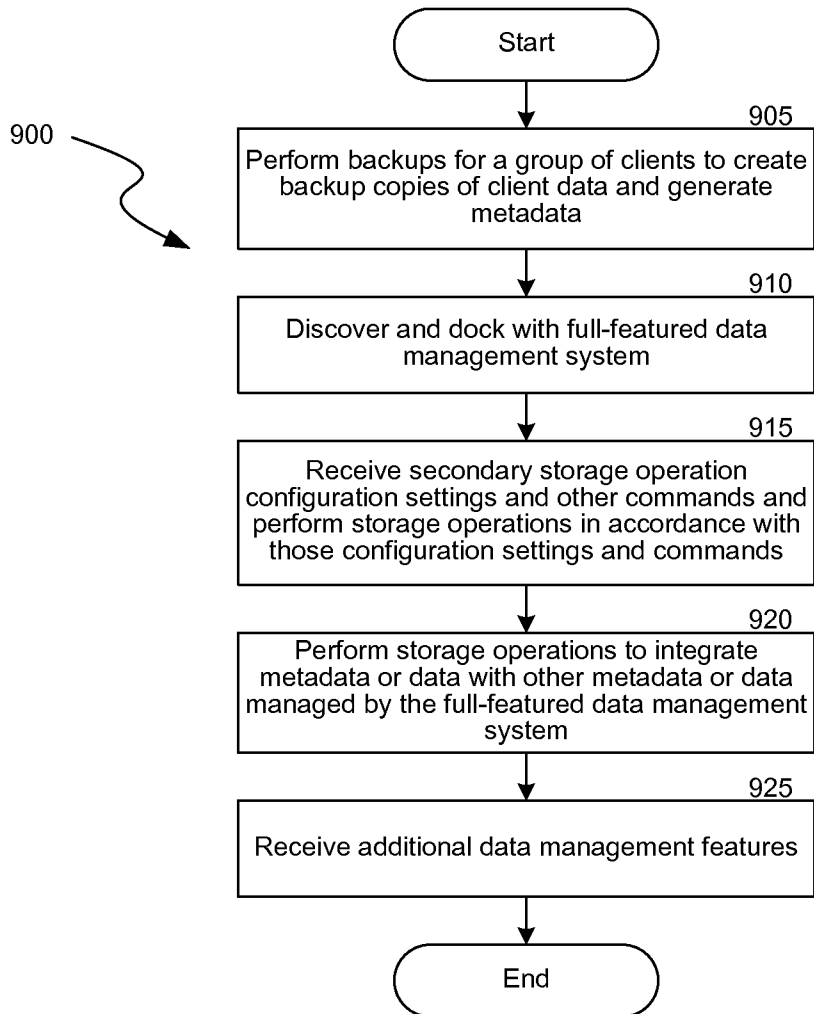 Start
900
905
Perform backups for a group of clients to create
backup copies of client data and generate
metadata
910
Discover and dock with full-featured data
management system
915
Receive secondary storage operation
configuration settings and other commands and
perform storage operations in accordance with
those configuration settings and commands
920
Perform storage operations to integrate
metadata or data with other metadata or data
managed by the full-featured data management
system
925
Receive additional data management features
End